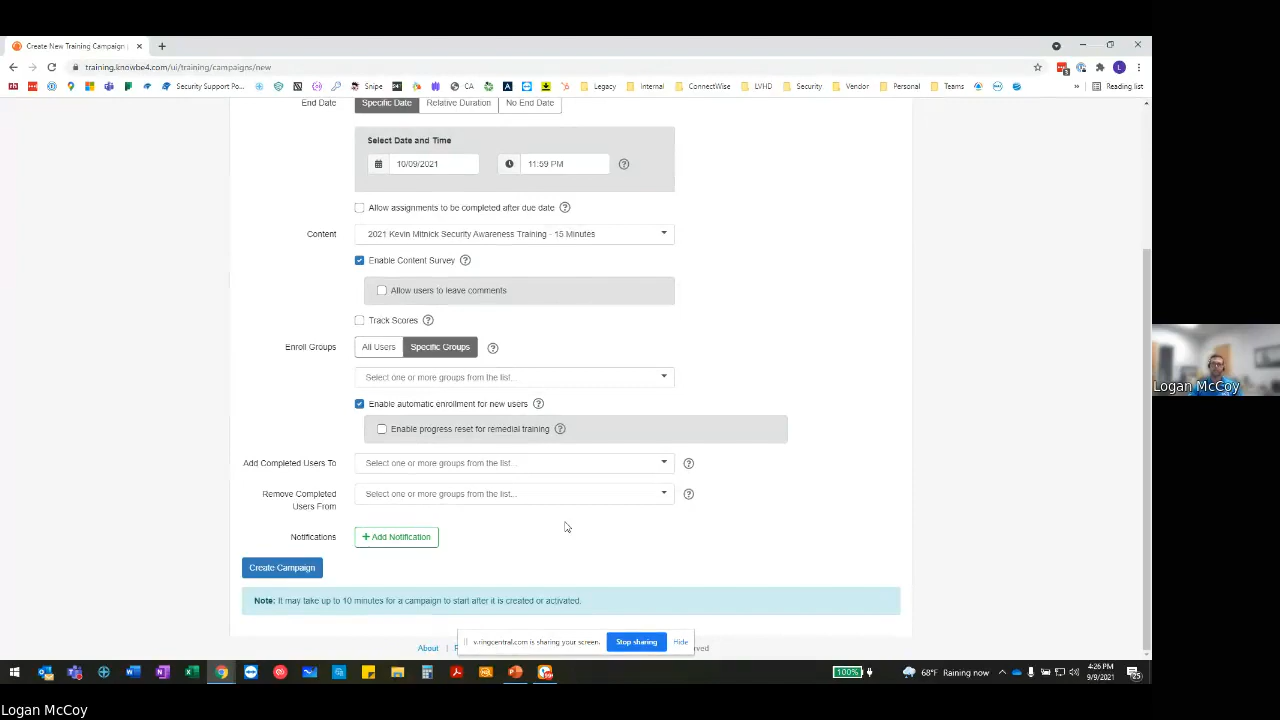 Create New Training Campaign |
training.knowbe4.com/ui/training/campaigns/new
Security Support Po...
Snipe
CA
Legacy
Internal
ConnectWise
LVHD
Security
Vendor
Personal
Teams
Reading list
End Date
Specific Date
Relative Duration
No End Date
Select Date and Time
10/09/2021
11:59 PM
Allow assignments to be completed after due date
Content
2021 Kevin Mitnick Security Awareness Training - 15 Minutes
Enable Content Survey
Allow users to leave comments
Track Scores
Enroll Groups
All Users
Specific Groups
Select one or more groups from the list...
Enable automatic enrollment for new users
Enable progress reset for remedial training
Add Completed Users To
Select one or more groups from the list...
Remove Completed
Users From
Select one or more groups from the list...
Notifications
+ Add Notification
Create Campaign
Note: It may take up to 10 minutes for a campaign to start after it is created or activated.
v.ringcentral.com is sharing your screen.
Stop sharing
Hide
About
100%
68°F Raining now
4:26 PM
9/9/2021
Logan McCoy
Logan McCoy